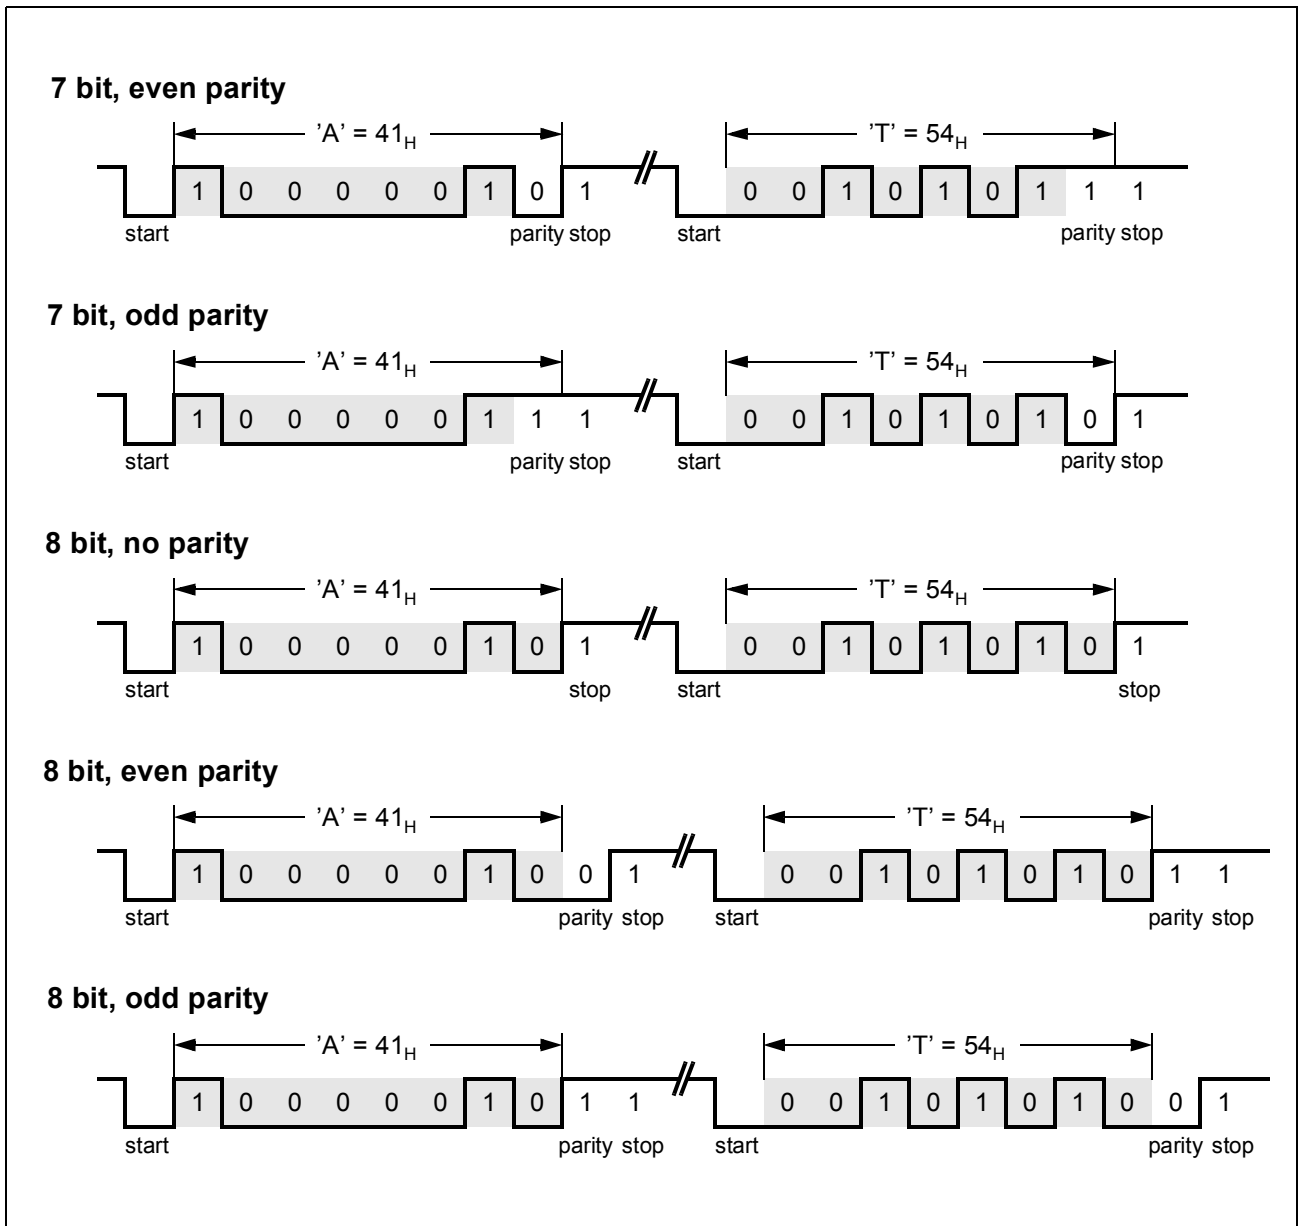 7 bit, even parity
’A’ = 41H ’T’ = 54H
1 0 0 0 0 0 1 0 1 0 0 1 0 1 0 1 1 1
start parity stop start parity stop
7 bit, odd parity
’A’ = 41H ’T’ = 54H
1 0 0 0 0 0 1 1 1 0 0 1 0 1 0 1 0 1
start parity stop start parity stop
8 bit, no parity
’A’ = 41H ’T’ = 54H
1 0 0 0 0 0 1 0 1 0 0 1 0 1 0 1 0 1
start stop start stop
8 bit, even parity
’A’ = 41H ’T’ = 54H
1 0 0 0 0 0 1 0 0 1 0 0 1 0 1 0 1 0 1 1
start parity stop start parity stop
8 bit, odd parity
’A’ = 41H ’T’ = 54H
1 0 0 0 0 0 1 0 1 1 0 0 1 0 1 0 1 0 0 1
start parity stop start parity stop